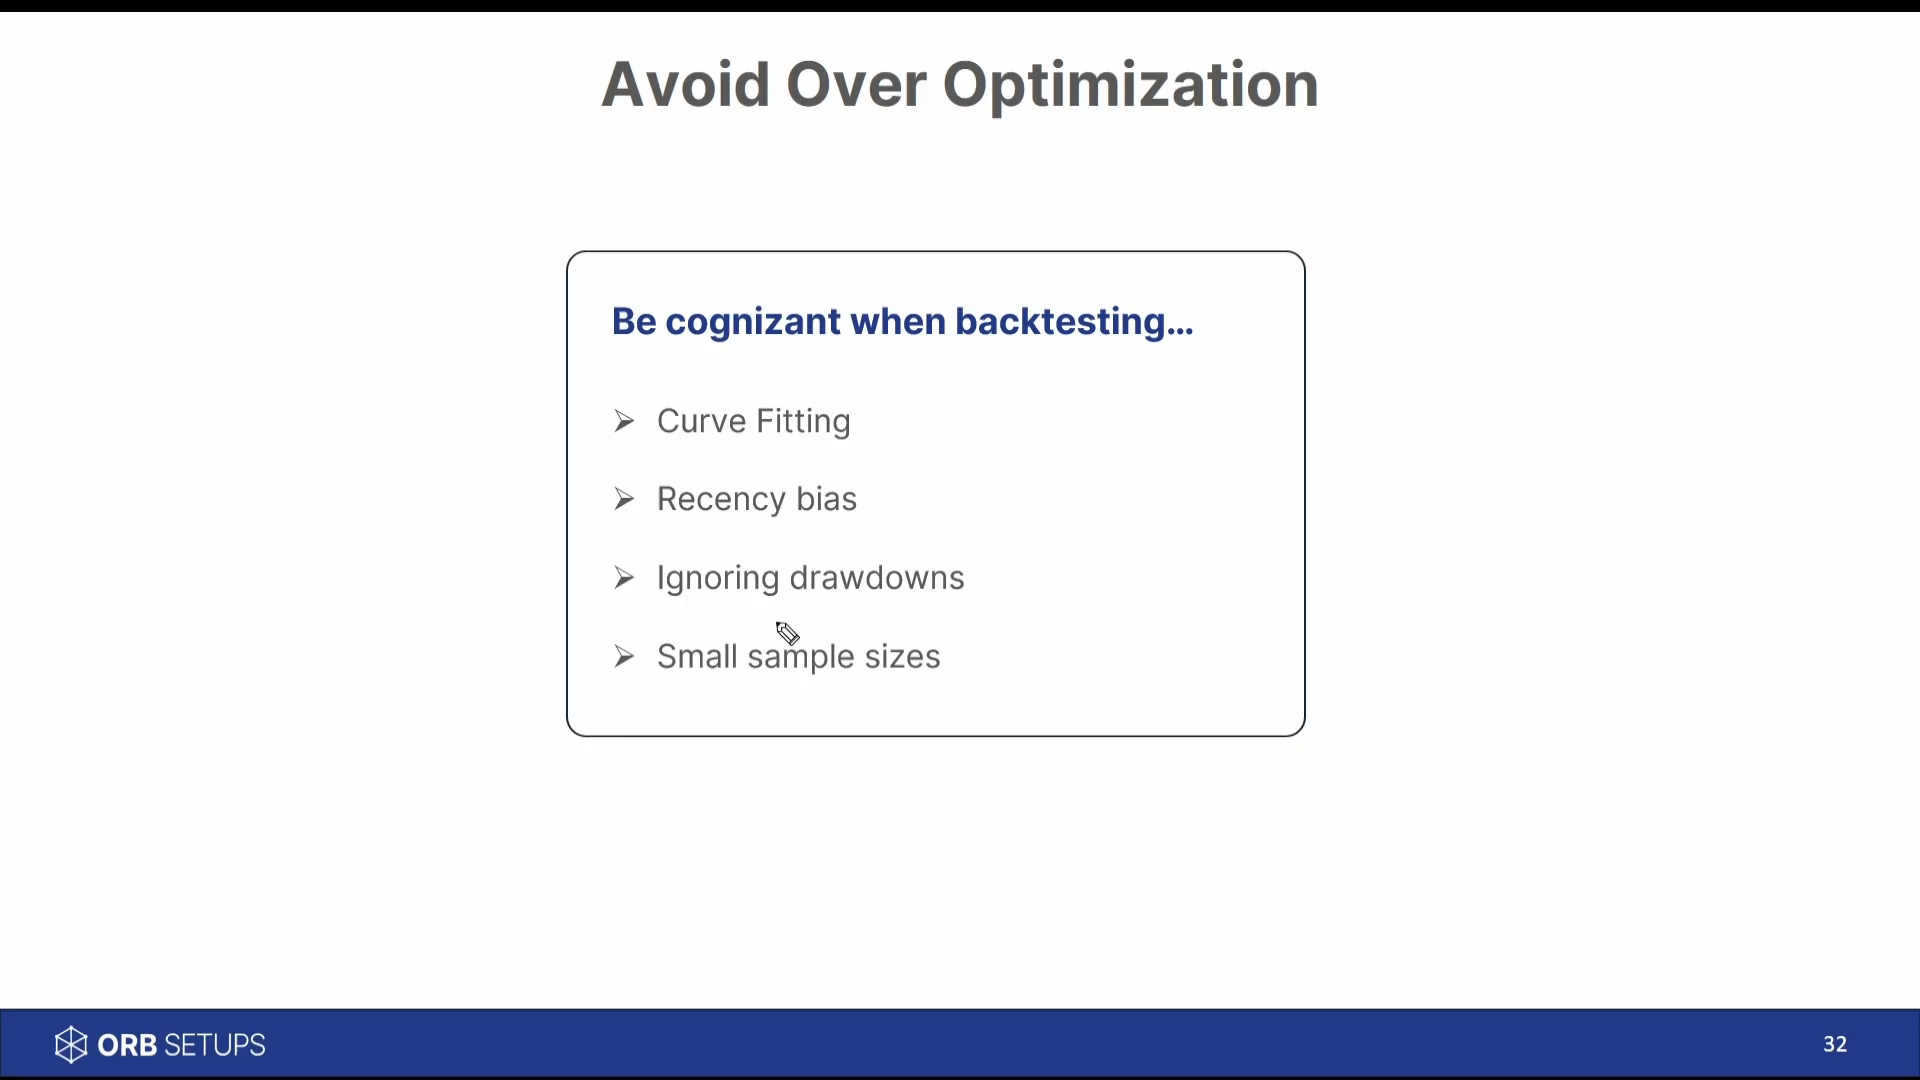 Avoid Over Optimization
Be cognizant when backtesting...
➢ Curve Fitting
➢ Recency bias
➢ Ignoring drawdowns
➢ Small sample sizes
ORB SETUPS
32